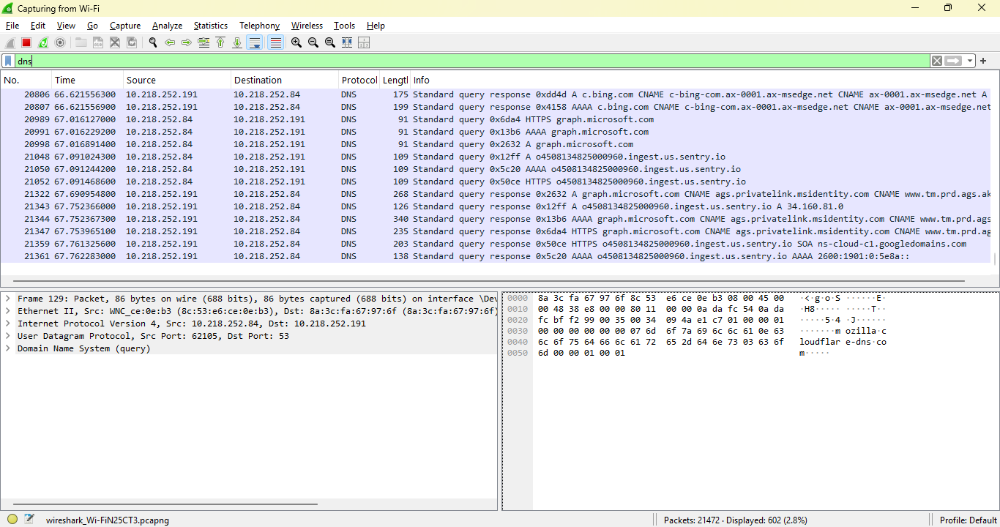 Capturing from Wi-Fi
File Edit View Go Capture Analyze Statistics Telephony Wireless Tools Help
dns
No. Time Source Destination Protocol Lengtl Info
20806 66.621556300 10.218.252.191 10.218.252.84 DNS 175 Standard query response 0xdd4d A c.bing.com CNAME c-bing-com.ax-0001.ax-msedge.net CNAME ax-0001.ax-msedge.net A
20807 66.621556900 10.218.252.191 10.218.252.84 DNS 199 Standard query response 0x4158 AAAA c.bing.com CNAME c-bing-com.ax-0001.ax-msedge.net CNAME ax-0001.ax-msedge.net
20989 67.016127000 10.218.252.84 10.218.252.191 DNS 91 Standard query 0x6da4 HTTPS graph.microsoft.com
20991 67.016229200 10.218.252.84 10.218.252.191 DNS 91 Standard query 0x13b6 AAAA graph.microsoft.com
20998 67.016891400 10.218.252.84 10.218.252.191 DNS 91 Standard query 0x2632 A graph.microsoft.com
21048 67.091024300 10.218.252.84 10.218.252.191 DNS 109 Standard query 0x12ff A o4508134825000960.ingest.us.sentry.io
21050 67.091244200 10.218.252.84 10.218.252.191 DNS 109 Standard query 0x5c20 AAAA o4508134825000960.ingest.us.sentry.io
21052 67.091468600 10.218.252.84 10.218.252.191 DNS 109 Standard query 0x50ce HTTPS o4508134825000960.ingest.us.sentry.io
21322 67.690954800 10.218.252.191 10.218.252.84 DNS 268 Standard query response 0x2632 A graph.microsoft.com CNAME ags.privatelink.msidentity.com CNAME www.tm.prd.ags.ak
21343 67.752366000 10.218.252.191 10.218.252.84 DNS 126 Standard query response 0x12ff A o4508134825000960.ingest.us.sentry.io A 34.160.81.0
21344 67.752367300 10.218.252.191 10.218.252.84 DNS 340 Standard query response 0x13b6 AAAA graph.microsoft.com CNAME ags.privatelink.msidentity.com CNAME www.tm.prd.ags
21347 67.753965100 10.218.252.191 10.218.252.84 DNS 235 Standard query response 0x6da4 HTTPS graph.microsoft.com CNAME ags.privatelink.msidentity.com CNAME www.tm.prd.ag
21359 67.761325600 10.218.252.191 10.218.252.84 DNS 203 Standard query response 0x50ce HTTPS o4508134825000960.ingest.us.sentry.io SOA ns-cloud-c1.googledomains.com
21361 67.762283000 10.218.252.191 10.218.252.84 DNS 138 Standard query response 0x5c20 AAAA o4508134825000960.ingest.us.sentry.io AAAA 2600:1901:0:5e8a::
Frame 129: Packet, 86 bytes on wire (688 bits), 86 bytes captured (688 bits) on interface \Dev
Ethernet II, Src: WNC_ce:0e:b3 (8c:53:e6:ce:0e:b3), Dst: 8a:3c:fa:67:97:6f (8a:3c:fa:67:97:6f)
Internet Protocol Version 4, Src: 10.218.252.84, Dst: 10.218.252.191
User Datagram Protocol, Src Port: 62105, Dst Port: 53
Domain Name System (query)
0000 8a 3c fa 67 97 6f 8c 53 e6 ce 0e b3 08 00 45 00 ·<·g·o·S ······E·
0010 00 48 38 e8 00 00 80 11 00 00 0a da fc 54 0a da ·H8····· ·····T··
0020 fc bf f2 99 00 35 00 34 09 4a e1 c7 01 00 00 01 ·····5·4 ·J······
0030 00 00 00 00 00 00 07 6d 6f 7a 69 6c 6c 61 0e 63 ·······m ozilla·c
0040 6c 6f 75 64 66 6c 61 72 65 2d 64 6e 73 03 63 6f loudflar e-dns·co
0050 6d 00 00 01 00 01 m·····
wireshark_Wi-FiN25CT3.pcapng Packets: 21472 · Displayed: 602 (2.8%) Profile: Default